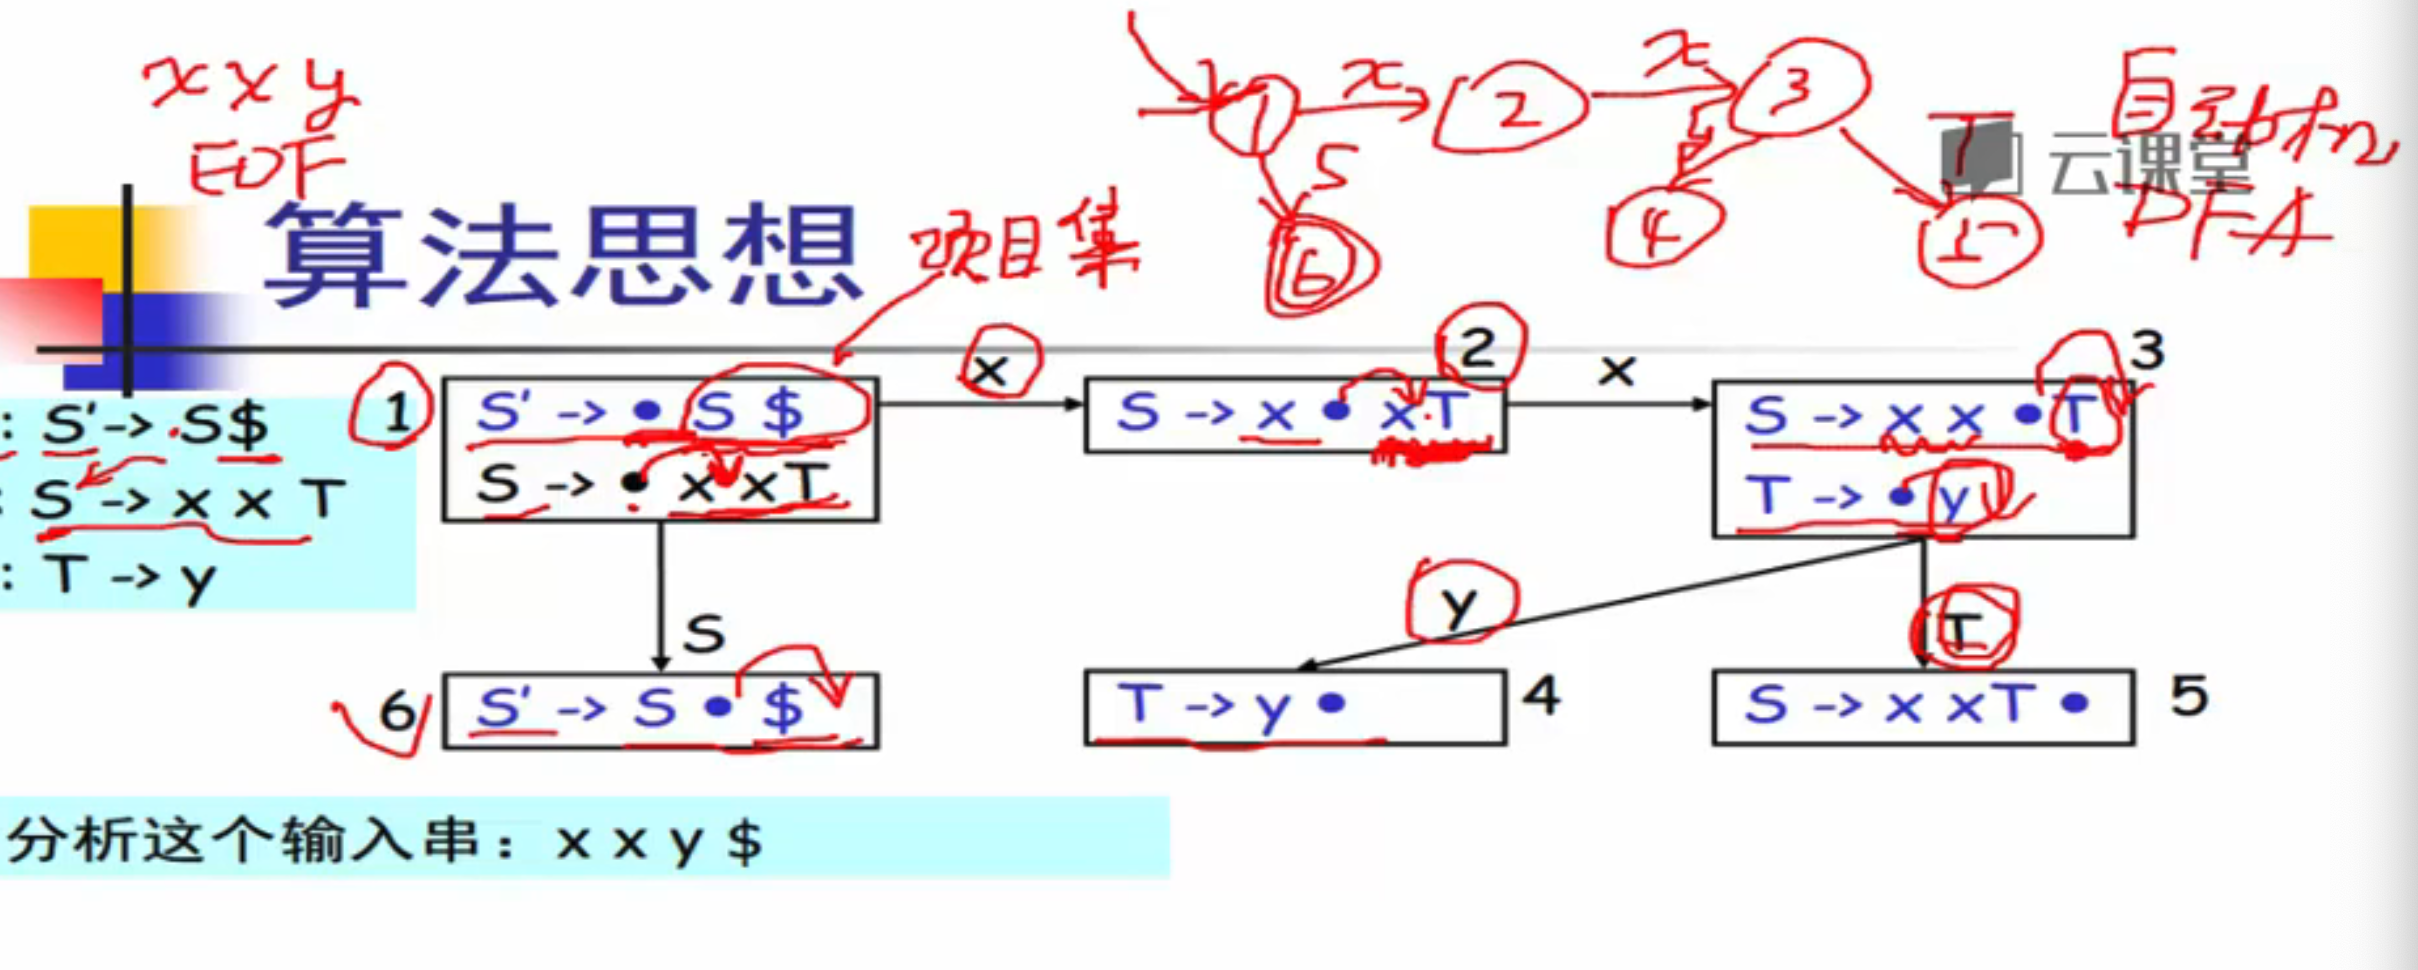 x x y
EOF
算法思想
项目集
1 x 2 x 3
S
y
T
6
4
5
自动机
DFA
云课堂
: S' -> . S $
: S -> x x T
: T -> y
1
S' -> • S $
S -> • x x T
x
2
S -> x • x . T
x
3
S -> x x • T
T -> • y
S
y
T
6
S' -> S • $
T -> y •
4
S -> x x T •
5
分析这个输入串: x x y $